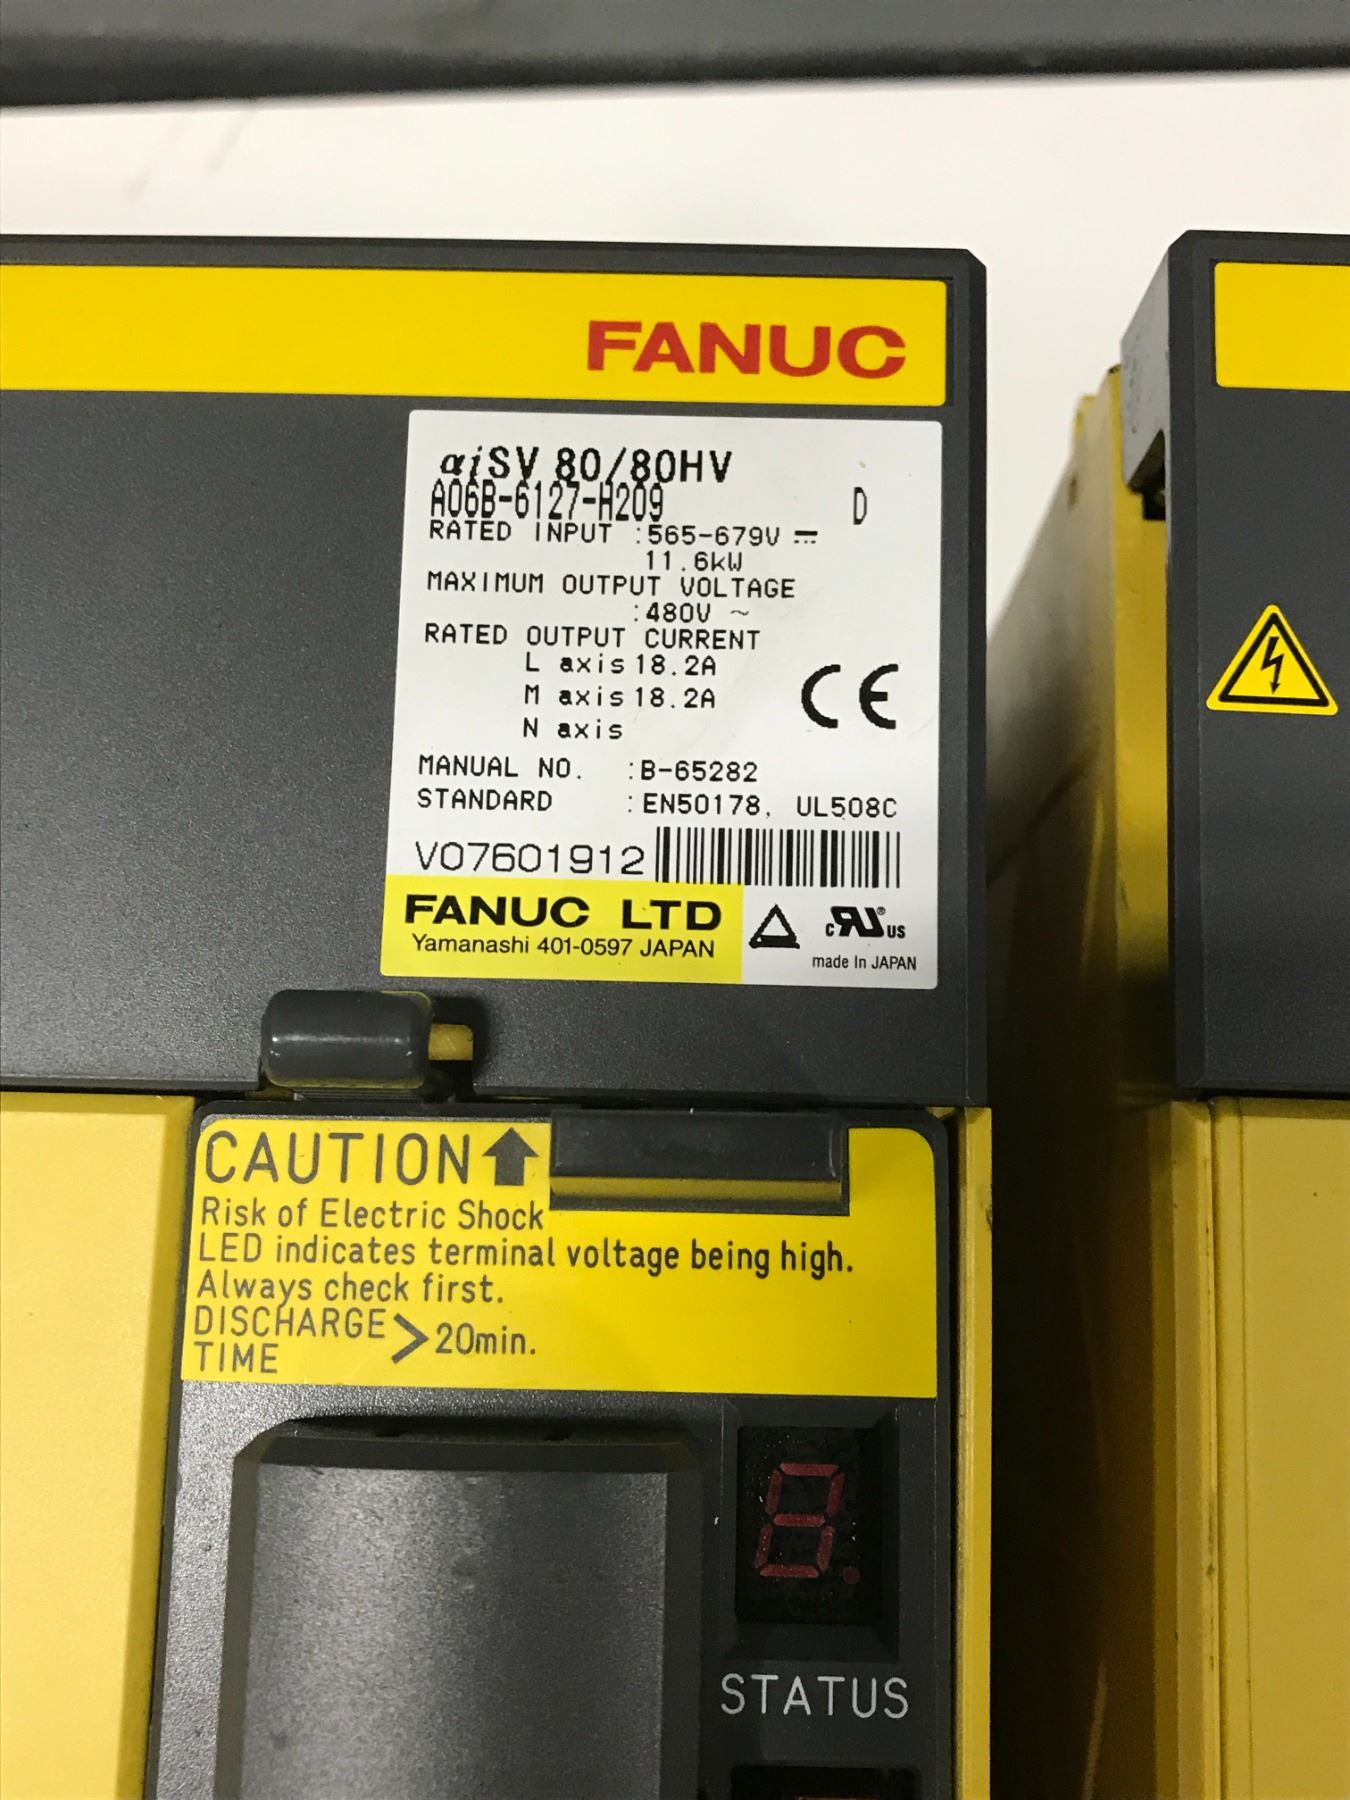 FANUC
αiSV 80/80HV
A06B-6127-H209 D
RATED INPUT :565-679V ⎓
11.6kW
MAXIMUM OUTPUT VOLTAGE
:480V ~
RATED OUTPUT CURRENT
L axis 18.2A
M axis 18.2A
N axis
CE
MANUAL NO. :B-65282
STANDARD :EN50178, UL508C
V07601912
FANUC LTD
Yamanashi 401-0597 JAPAN
c RU ® US
made In JAPAN
CAUTION ↑
Risk of Electric Shock
LED indicates terminal voltage being high.
Always check first.
DISCHARGE TIME > 20min.
8.
STATUS